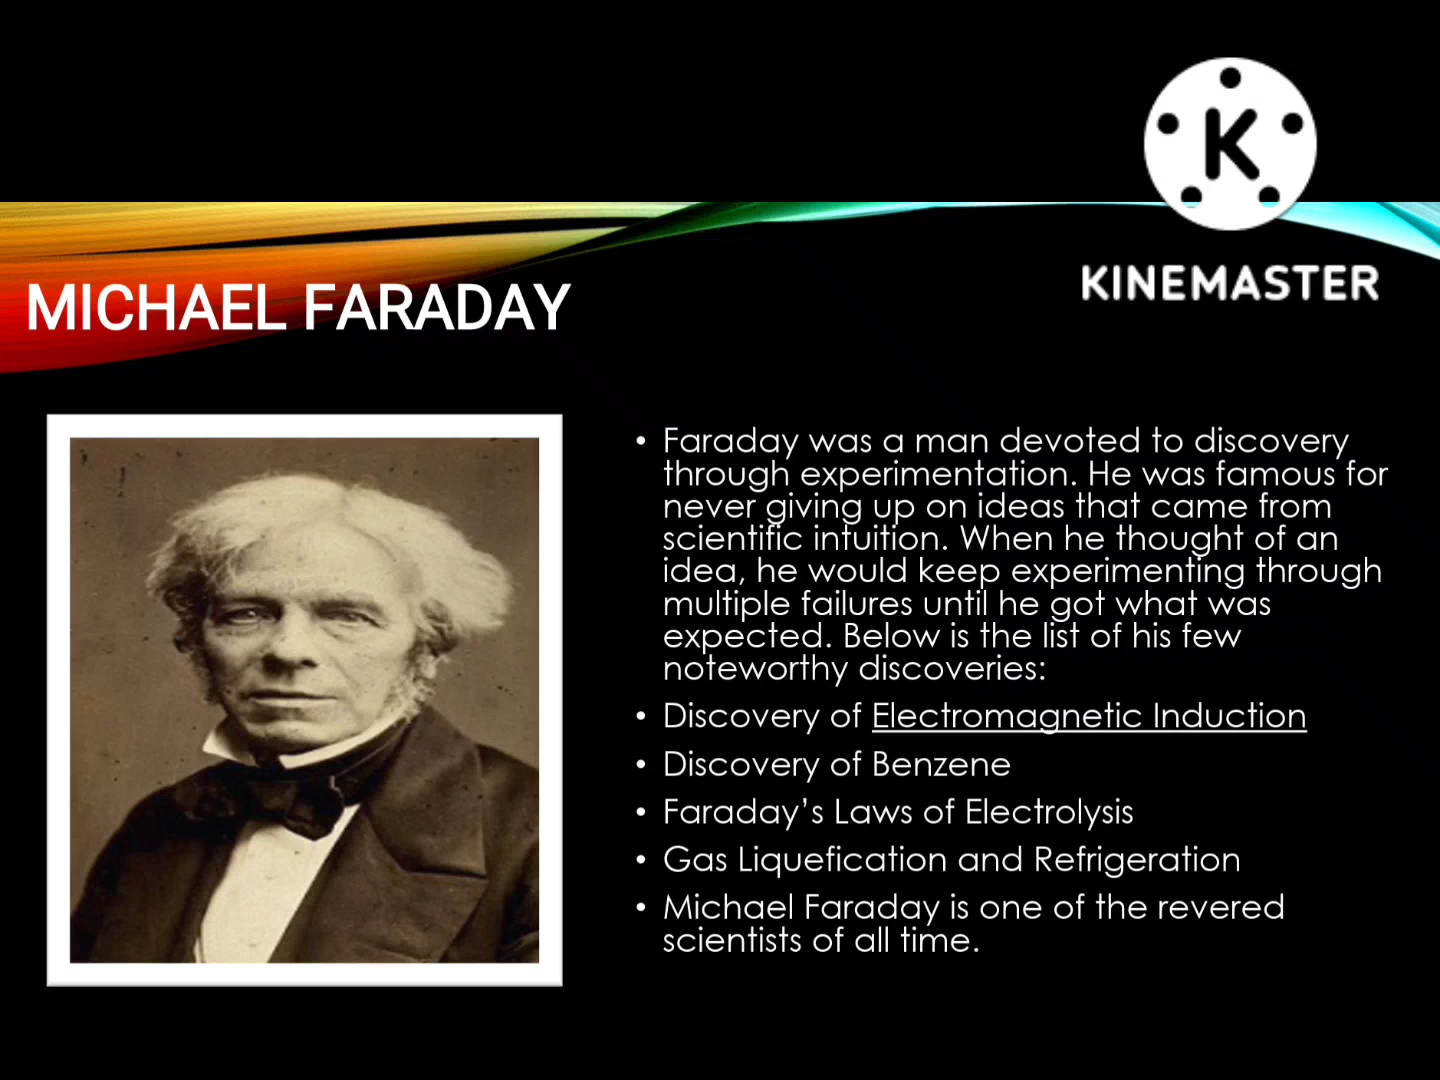 K
KINEMASTER
MICHAEL FARADAY
• Faraday was a man devoted to discovery
through experimentation. He was famous for
never giving up on ideas that came from
scientific intuition. When he thought of an
idea, he would keep experimenting through
multiple failures until he got what was
expected. Below is the list of his few
noteworthy discoveries:
• Discovery of Electromagnetic Induction
• Discovery of Benzene
• Faraday’s Laws of Electrolysis
• Gas Liquefication and Refrigeration
• Michael Faraday is one of the revered
scientists of all time.